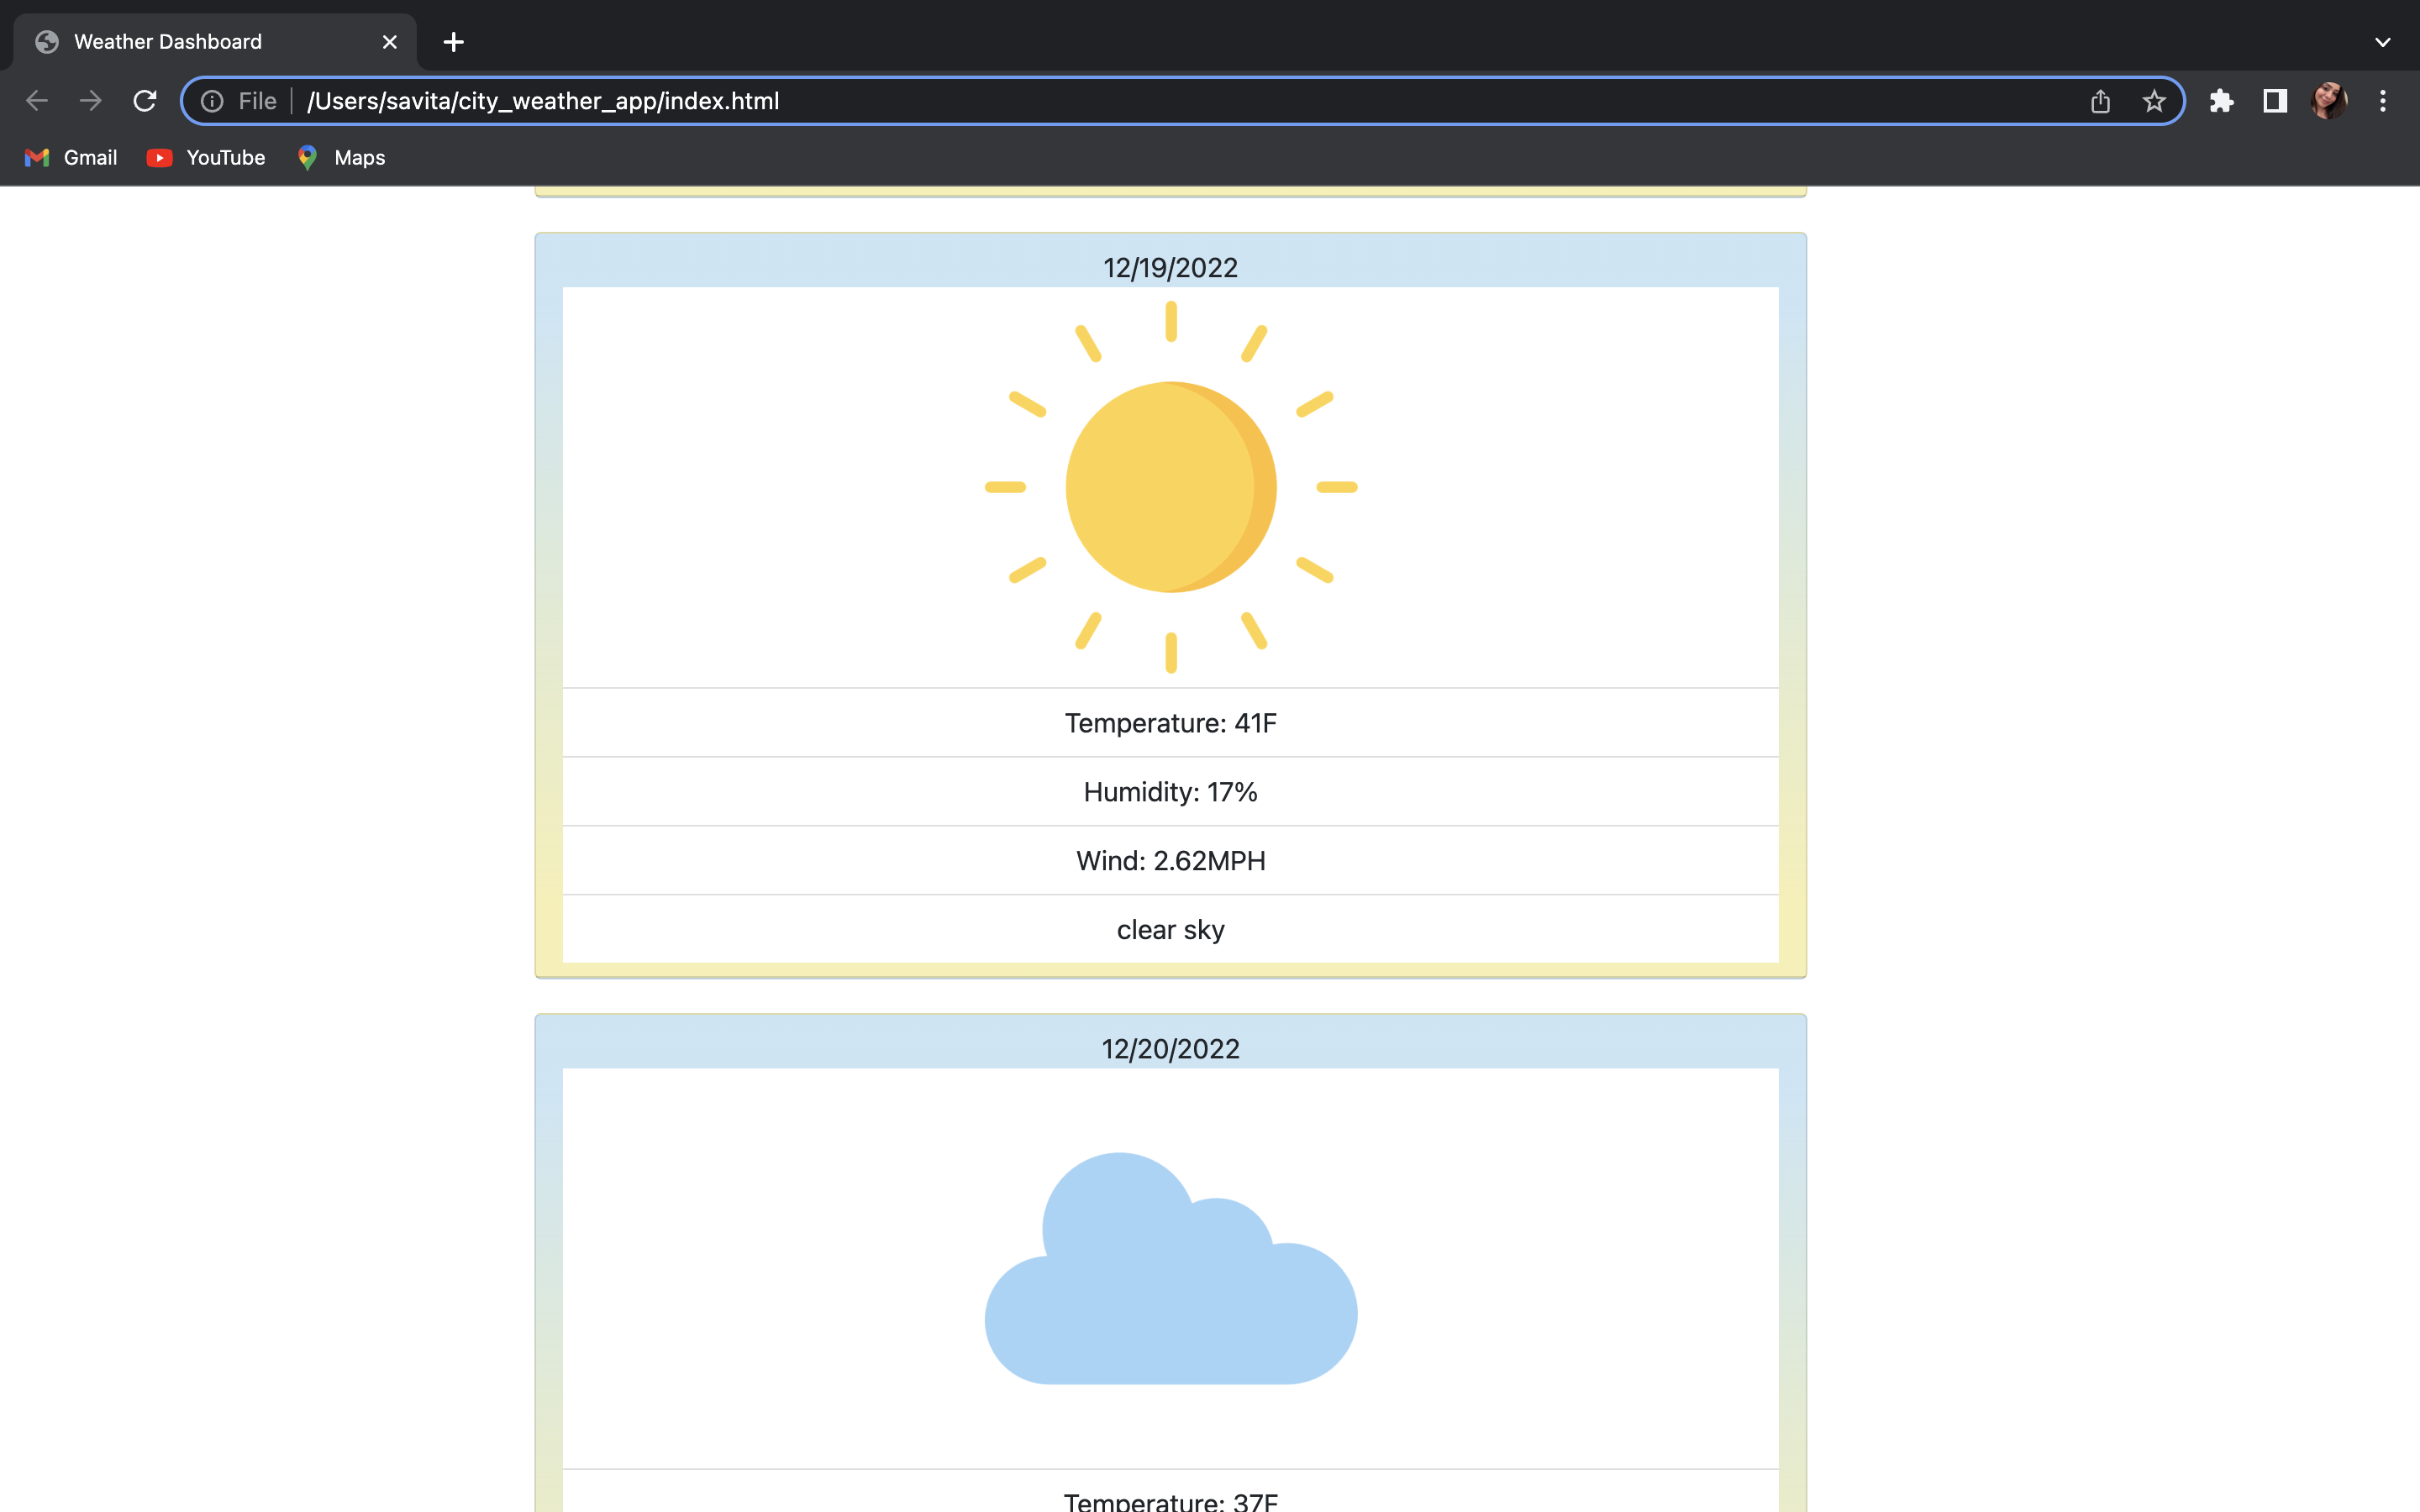 Weather Dashboard
File /Users/savita/city_weather_app/index.html
Gmail YouTube Maps
12/19/2022
Temperature: 41F
Humidity: 17%
Wind: 2.62MPH
clear sky
12/20/2022
Temperature: 37F